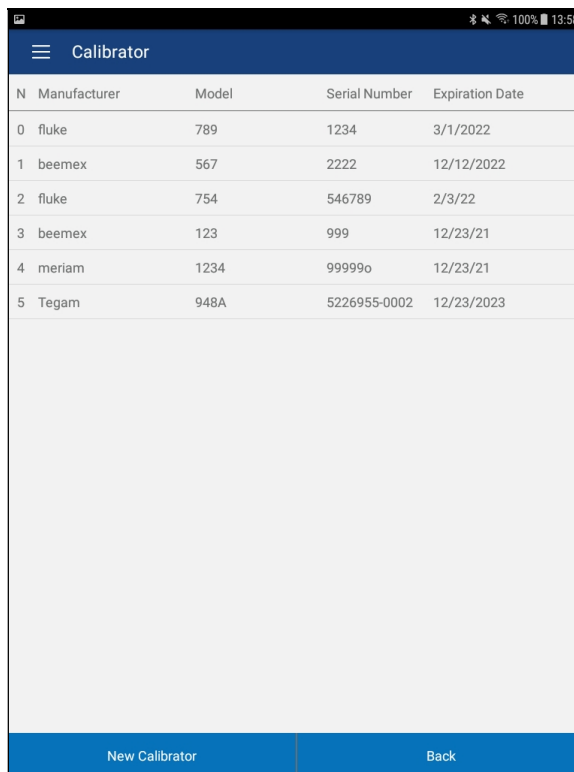 100% 13:58
Calibrator
N Manufacturer Model Serial Number Expiration Date
0 fluke 789 1234 3/1/2022
1 beemex 567 2222 12/12/2022
2 fluke 754 546789 2/3/22
3 beemex 123 999 12/23/21
4 meriam 1234 99999o 12/23/21
5 Tegam 948A 5226955-0002 12/23/2023
New Calibrator Back